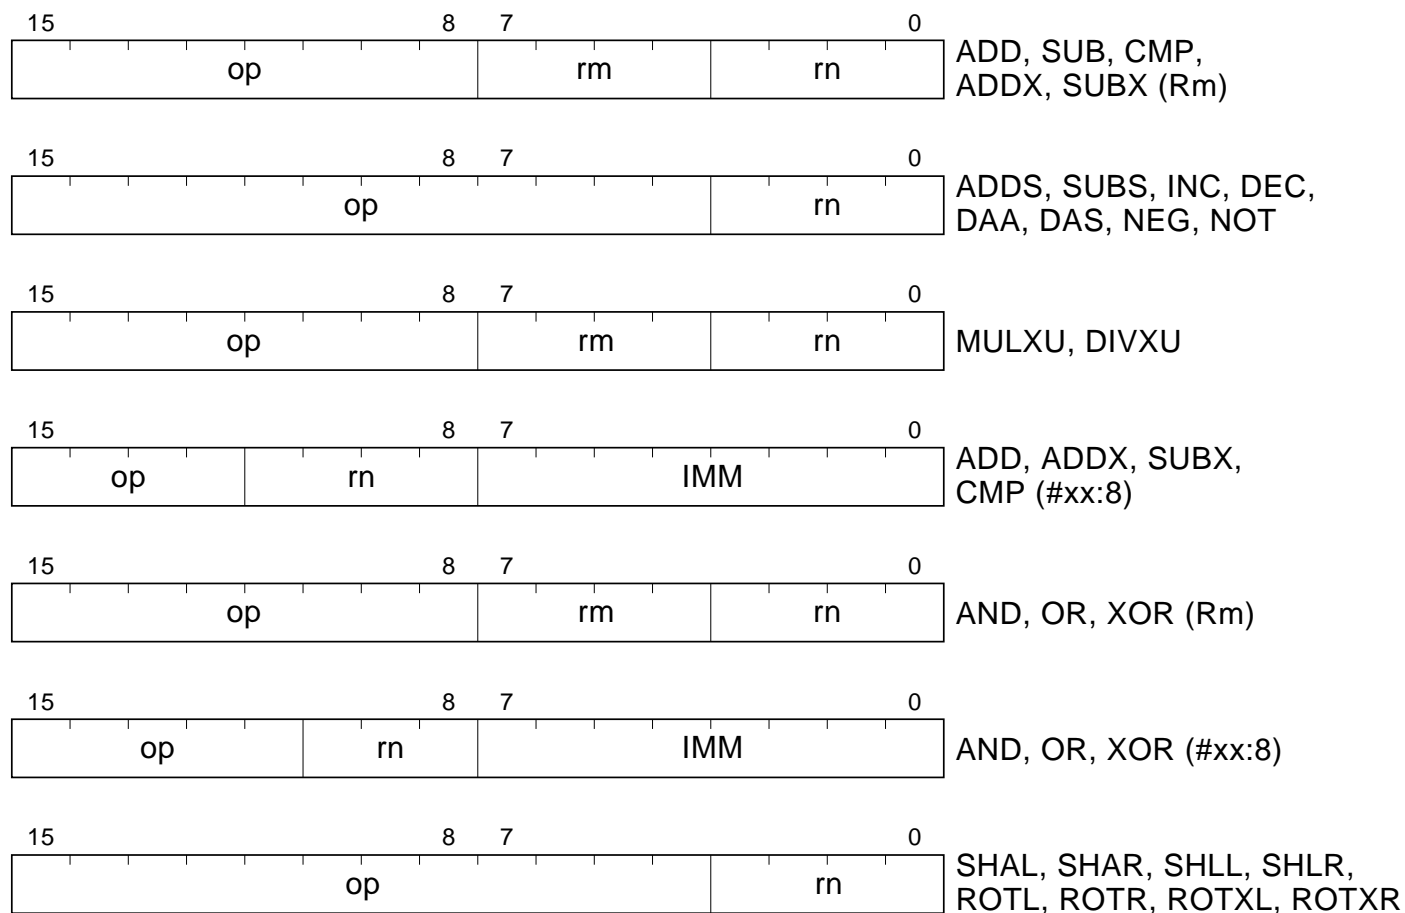 15 8 7 0
op rm rn ADD, SUB, CMP,
ADDX, SUBX (Rm)
15 8 7 0
op rn ADDS, SUBS, INC, DEC,
DAA, DAS, NEG, NOT
15 8 7 0
op rm rn MULXU, DIVXU
15 8 7 0
op rn IMM ADD, ADDX, SUBX,
CMP (#xx:8)
15 8 7 0
op rm rn AND, OR, XOR (Rm)
15 8 7 0
op rn IMM AND, OR, XOR (#xx:8)
15 8 7 0
op rn SHAL, SHAR, SHLL, SHLR,
ROTL, ROTR, ROTXL, ROTXR